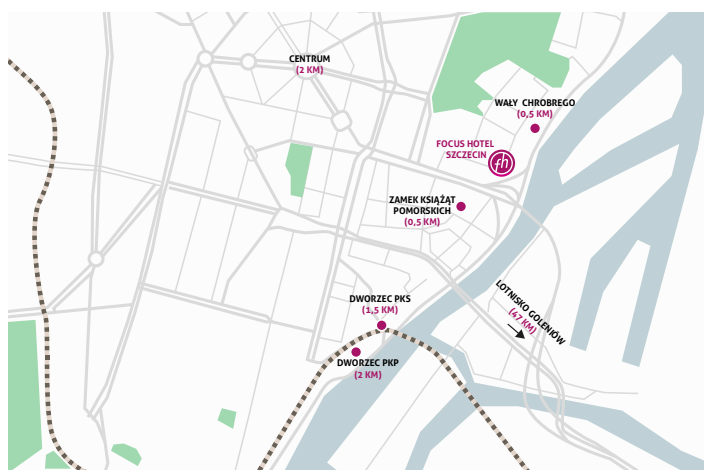 CENTRUM
(2 KM)
WAŁY CHROBREGO
(0,5 KM)
FOCUS HOTEL
SZCZECIN
fh
ZAMEK KSIĄŻĄT
POMORSKICH
(0,5 KM)
LOTNISKO GOLENIÓW
(47 KM)
DWORZEC PKS
(1,5 KM)
DWORZEC PKP
(2 KM)